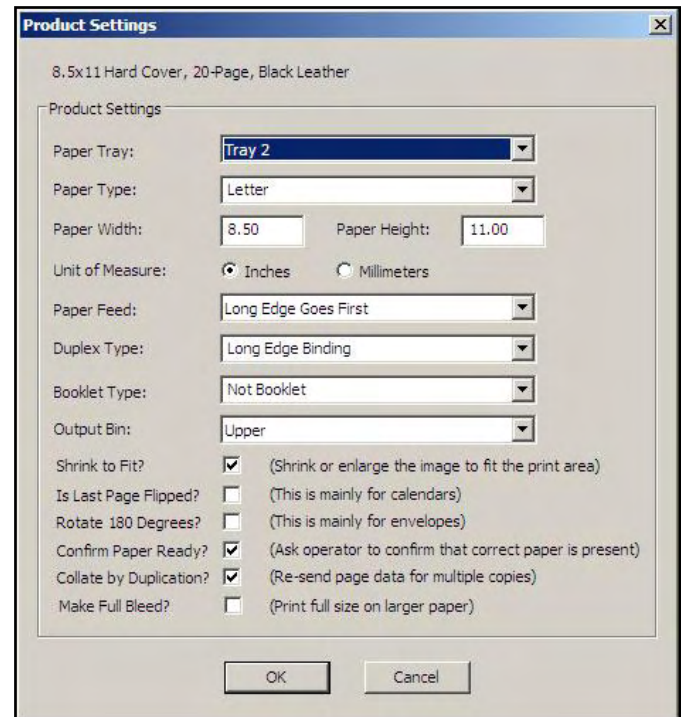 Product Settings
8.5x11 Hard Cover, 20-Page, Black Leather
Product Settings
Paper Tray: Tray 2
Paper Type: Letter
Paper Width: 8.50 Paper Height: 11.00
Unit of Measure: Inches Millimeters
Paper Feed: Long Edge Goes First
Duplex Type: Long Edge Binding
Booklet Type: Not Booklet
Output Bin: Upper
Shrink to Fit? (Shrink or enlarge the image to fit the print area)
Is Last Page Flipped? (This is mainly for calendars)
Rotate 180 Degrees? (This is mainly for envelopes)
Confirm Paper Ready? (Ask operator to confirm that correct paper is present)
Collate by Duplication? (Re-send page data for multiple copies)
Make Full Bleed? (Print full size on larger paper)
OK Cancel